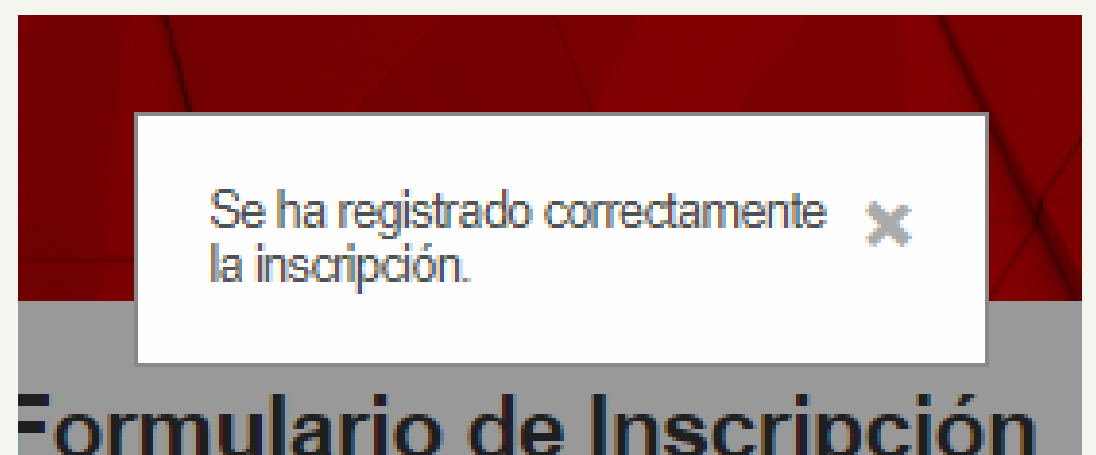 Se ha registrado correctamente
la inscripción.
Formulario de Inscripción